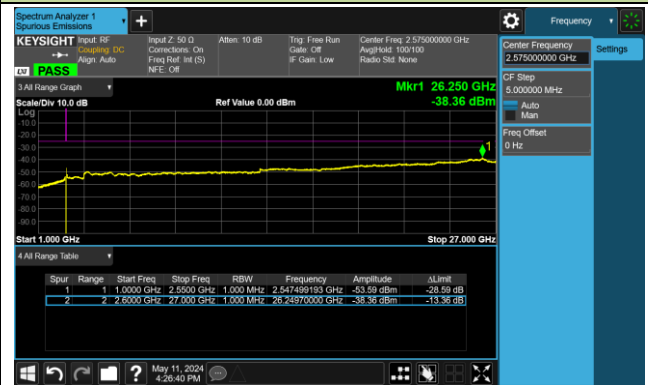 Spectrum Analyzer 1
Spurious Emissions
+
Frequency
KEYSIGHT Input: RF Input Z: 50 Ω Atten: 10 dB Trig: Free Run Center Freq: 2.575000000 GHz
Coupling: DC Corrections: On Gate: Off Avg|Hold: 100/100
Align: Auto Freq Ref: Int (S) IF Gain: Low Radio Std: None
NFE: Off
LXI PASS
Center Frequency
2.575000000 GHz
Settings
CF Step
5.000000 MHz
Auto
Man
Freq Offset
0 Hz
3 All Range Graph
Mkr1 26.250 GHz
Scale/Div 10.0 dB Ref Value 0.00 dBm -38.36 dBm
Log
-10.0
-20.0
-30.0
-40.0
-50.0
-60.0
-70.0
-80.0
-90.0
1
Start 1.000 GHz Stop 27.000 GHz
4 All Range Table
Spur Range Start Freq Stop Freq RBW Frequency Amplitude ΔLimit
1 1 1.0000 GHz 2.5500 GHz 1.000 MHz 2.547499193 GHz -53.59 dBm -28.59 dB
2 2 2.6000 GHz 27.000 GHz 1.000 MHz 26.24970000 GHz -38.36 dBm -13.36 dB
?
May 11, 2024
4:26:40 PM